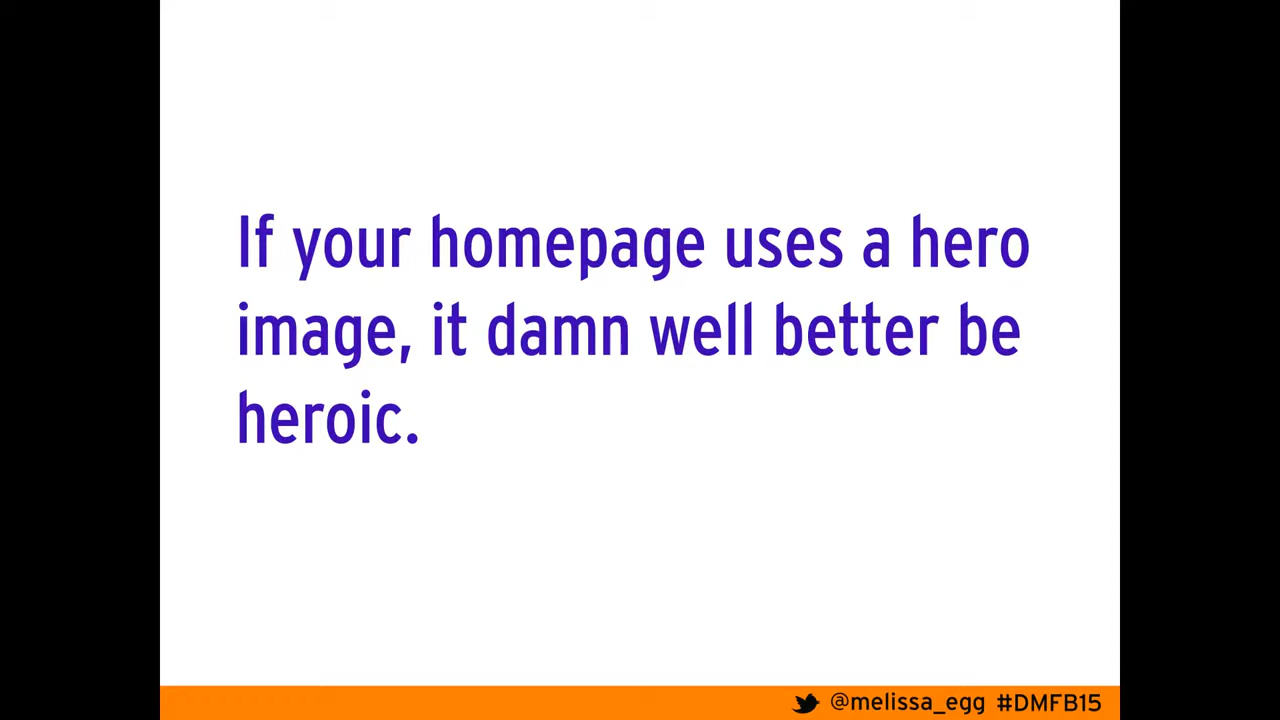 If your homepage uses a hero
image, it damn well better be
heroic.
@melissa_egg #DMFB15